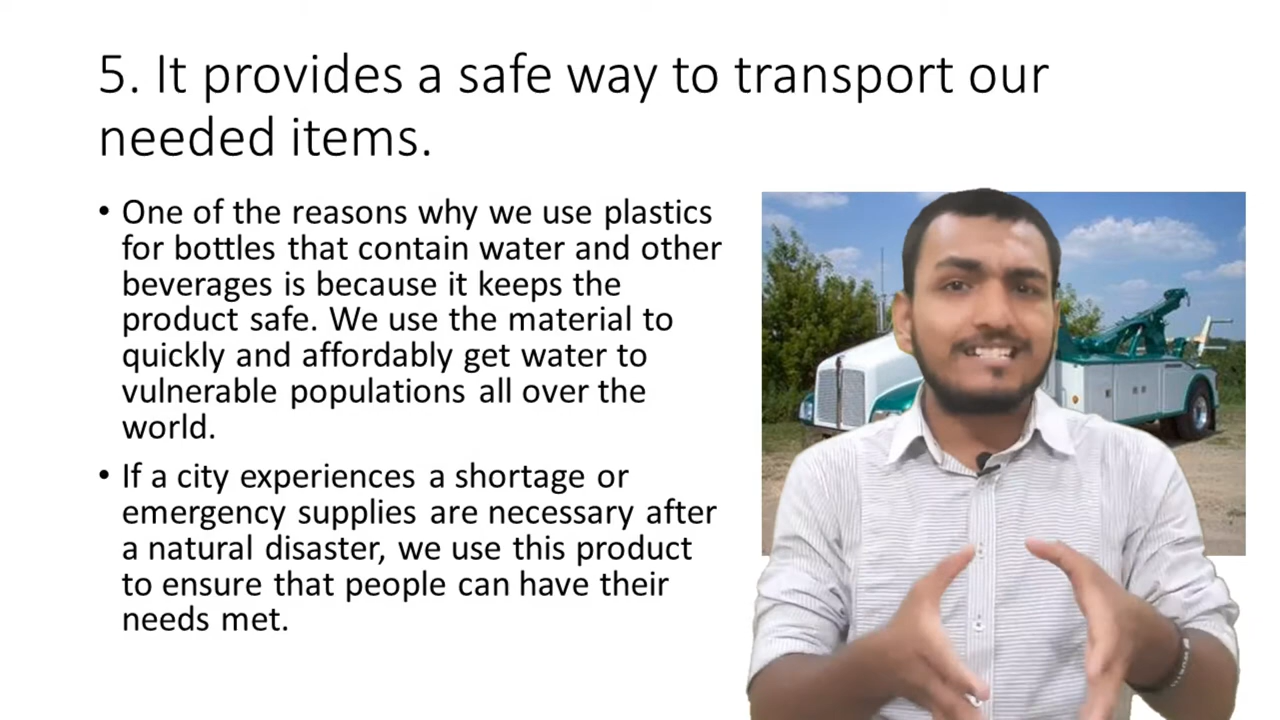 5. It provides a safe way to transport our
needed items.
• One of the reasons why we use plastics
for bottles that contain water and other
beverages is because it keeps the
product safe. We use the material to
quickly and affordably get water to
vulnerable populations all over the
world.
• If a city experiences a shortage or
emergency supplies are necessary after
a natural disaster, we use this product
to ensure that people can have their
needs met.